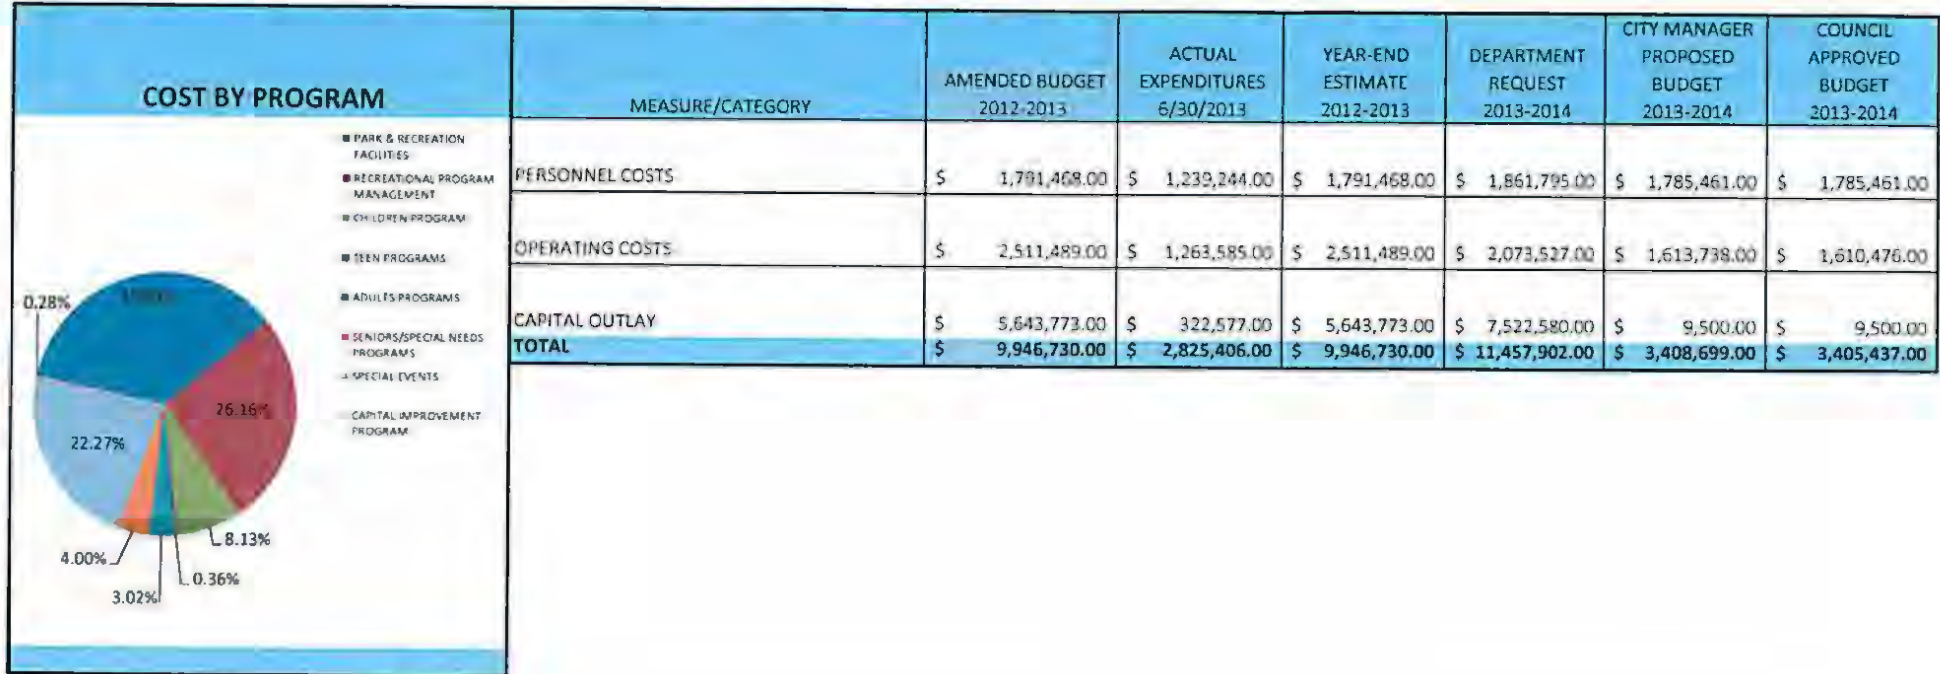 COST BY PROGRAM
PARK & RECREATION
FACILITIES
RECREATIONAL PROGRAM
MANAGEMENT
CHILDREN PROGRAM
TEEN PROGRAMS
ADULTS PROGRAMS
SENIORS/SPECIAL NEEDS
PROGRAMS
SPECIAL EVENTS
CAPITAL IMPROVEMENT
PROGRAM
0.28%
26.16%
22.27%
8.13%
4.00%
0.36%
3.02%
MEASURE/CATEGORY
AMENDED BUDGET
2012-2013
ACTUAL
EXPENDITURES
6/30/2013
YEAR-END
ESTIMATE
2012-2013
DEPARTMENT
REQUEST
2013-2014
CITY MANAGER
PROPOSED
BUDGET
2013-2014
COUNCIL
APPROVED
BUDGET
2013-2014
PERSONNEL COSTS $ 1,791,468.00 $ 1,239,244.00 $ 1,791,468.00 $ 1,861,795.00 $ 1,785,461.00 $ 1,785,461.00
OPERATING COSTS $ 2,511,489.00 $ 1,263,585.00 $ 2,511,489.00 $ 2,073,527.00 $ 1,613,738.00 $ 1,610,476.00
CAPITAL OUTLAY $ 5,643,773.00 $ 322,577.00 $ 5,643,773.00 $ 7,522,580.00 $ 9,500.00 $ 9,500.00
TOTAL $ 9,946,730.00 $ 2,825,406.00 $ 9,946,730.00 $ 11,457,902.00 $ 3,408,699.00 $ 3,405,437.00